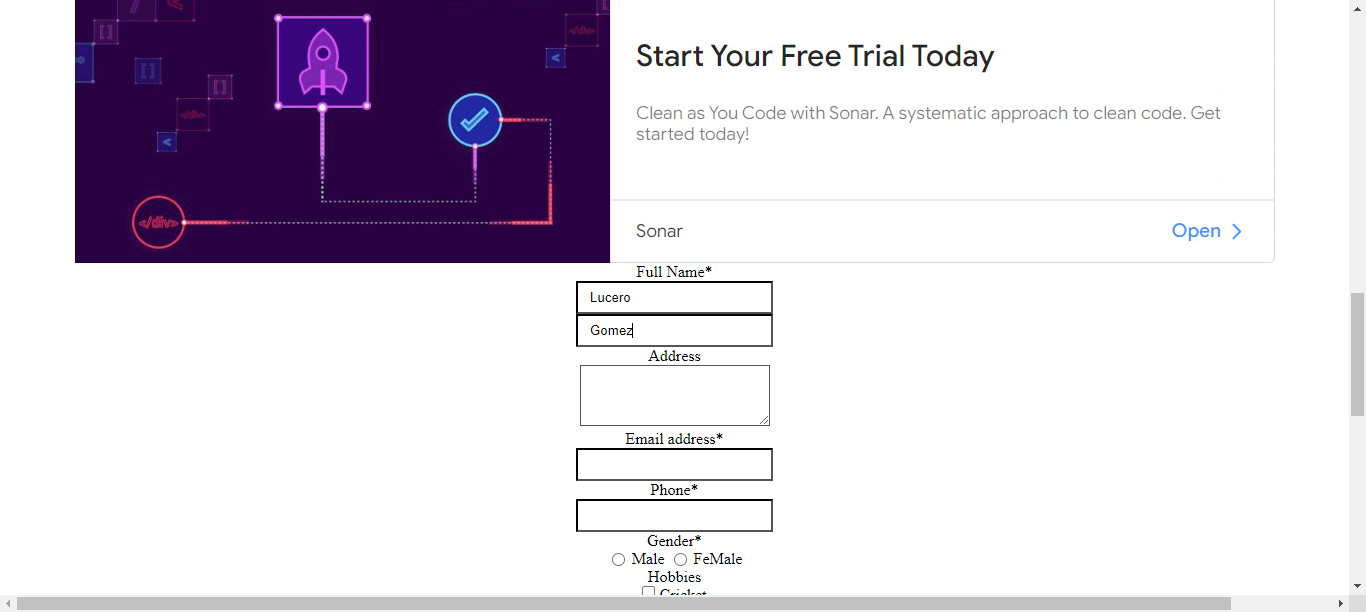 Start Your Free Trial Today
Clean as You Code with Sonar. A systematic approach to clean code. Get
started today!
</div>
Sonar
Open
Full Name*
Lucero
Gomez
Address
Email address*
Phone*
Gender*
Male FeMale
Hobbies
Cricket